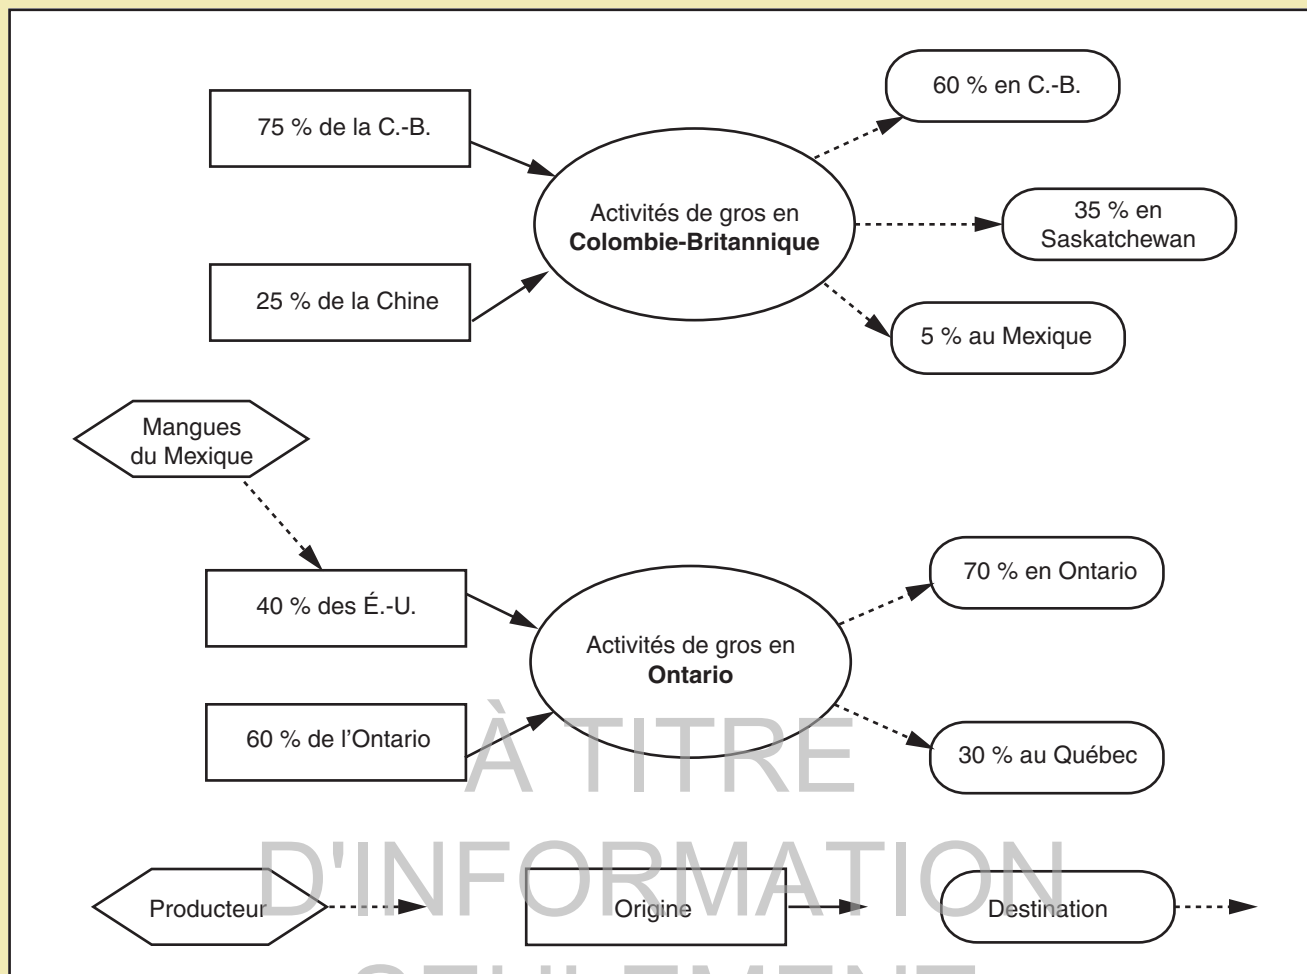 75 % de la C.-B.
60 % en C.-B.
Activités de gros en
Colombie-Britannique
35 % en
Saskatchewan
25 % de la Chine
5 % au Mexique
Mangues
du Mexique
40 % des É.-U.
70 % en Ontario
Activités de gros en
Ontario
60 % de l'Ontario
30 % au Québec
À TITRE
D'INFORMATION
Producteur
Origine
Destination
SEULEMENT